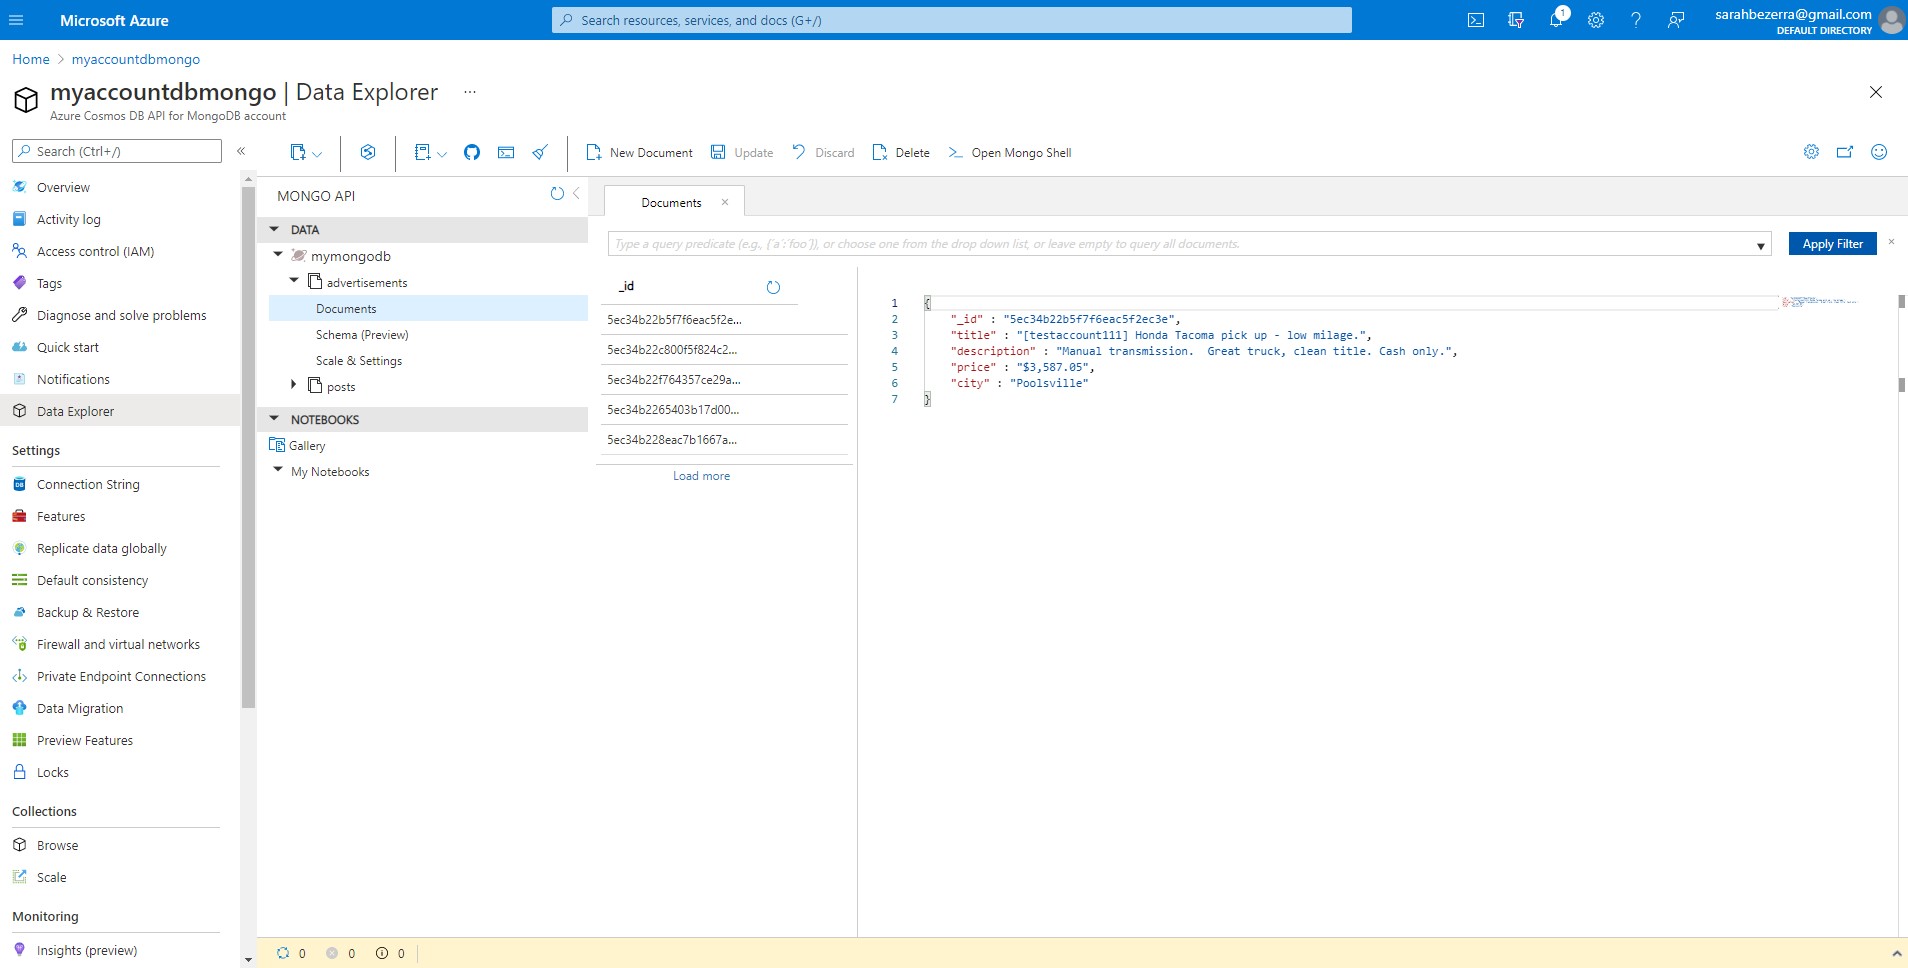 Microsoft Azure
Search resources, services, and docs (G+/)
1
sarahbezerra@gmail.com
DEFAULT DIRECTORY
Home > myaccountdbmongo
myaccountdbmongo | Data Explorer ...
Azure Cosmos DB API for MongoDB account
Search (Ctrl+/)
«
New Document
Update
Discard
Delete
Open Mongo Shell
Overview
Activity log
Access control (IAM)
Tags
Diagnose and solve problems
Quick start
Notifications
Data Explorer
Settings
Connection String
Features
Replicate data globally
Default consistency
Backup & Restore
Firewall and virtual networks
Private Endpoint Connections
Data Migration
Preview Features
Locks
Collections
Browse
Scale
Monitoring
Insights (preview)
MONGO API
DATA
mymongodb
advertisements
Documents
Schema (Preview)
Scale & Settings
posts
NOTEBOOKS
Gallery
My Notebooks
Documents
Type a query predicate (e.g., {´a´:´foo´}), or choose one from the drop down list, or leave empty to query all documents.
Apply Filter
_id
5ec34b22b5f7f6eac5f2e...
5ec34b22c800f5f824c2...
5ec34b22f764357ce29a...
5ec34b2265403b17d00...
5ec34b228eac7b1667a...
Load more
1 {
2 "_id" : "5ec34b22b5f7f6eac5f2ec3e",
3 "title" : "[testaccount111] Honda Tacoma pick up - low milage.",
4 "description" : "Manual transmission.  Great truck, clean title. Cash only.",
5 "price" : "$3,587.05",
6 "city" : "Poolsville"
7 }
0 0 0